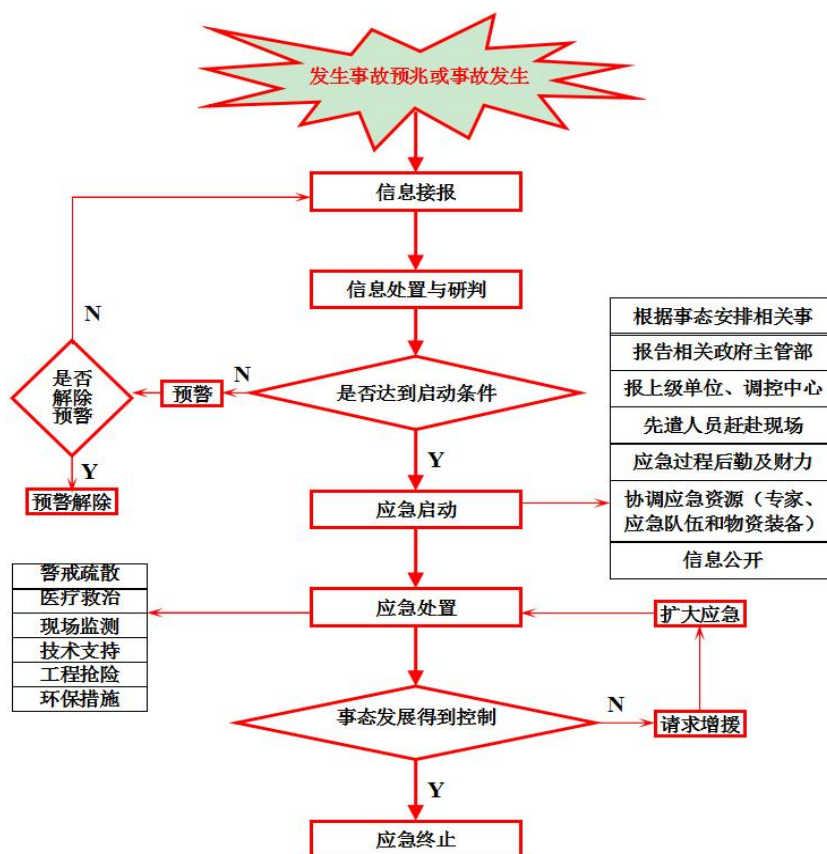 发生事故预兆或事故发生
信息接报
信息处置与研判
N
是否
解除
预警
预警
N
是否达到启动条件
Y
预警解除
Y
应急启动
根据事态安排相关事
报告相关政府主管部
报上级单位、调控中心
先遣人员赶赴现场
应急过程后勤及财力
协调应急资源（专家、
应急队伍和物资装备）
信息公开
警戒疏散
医疗救治
现场监测
技术支持
工程抢险
环保措施
应急处置
扩大应急
事态发展得到控制
N
请求增援
Y
应急终止